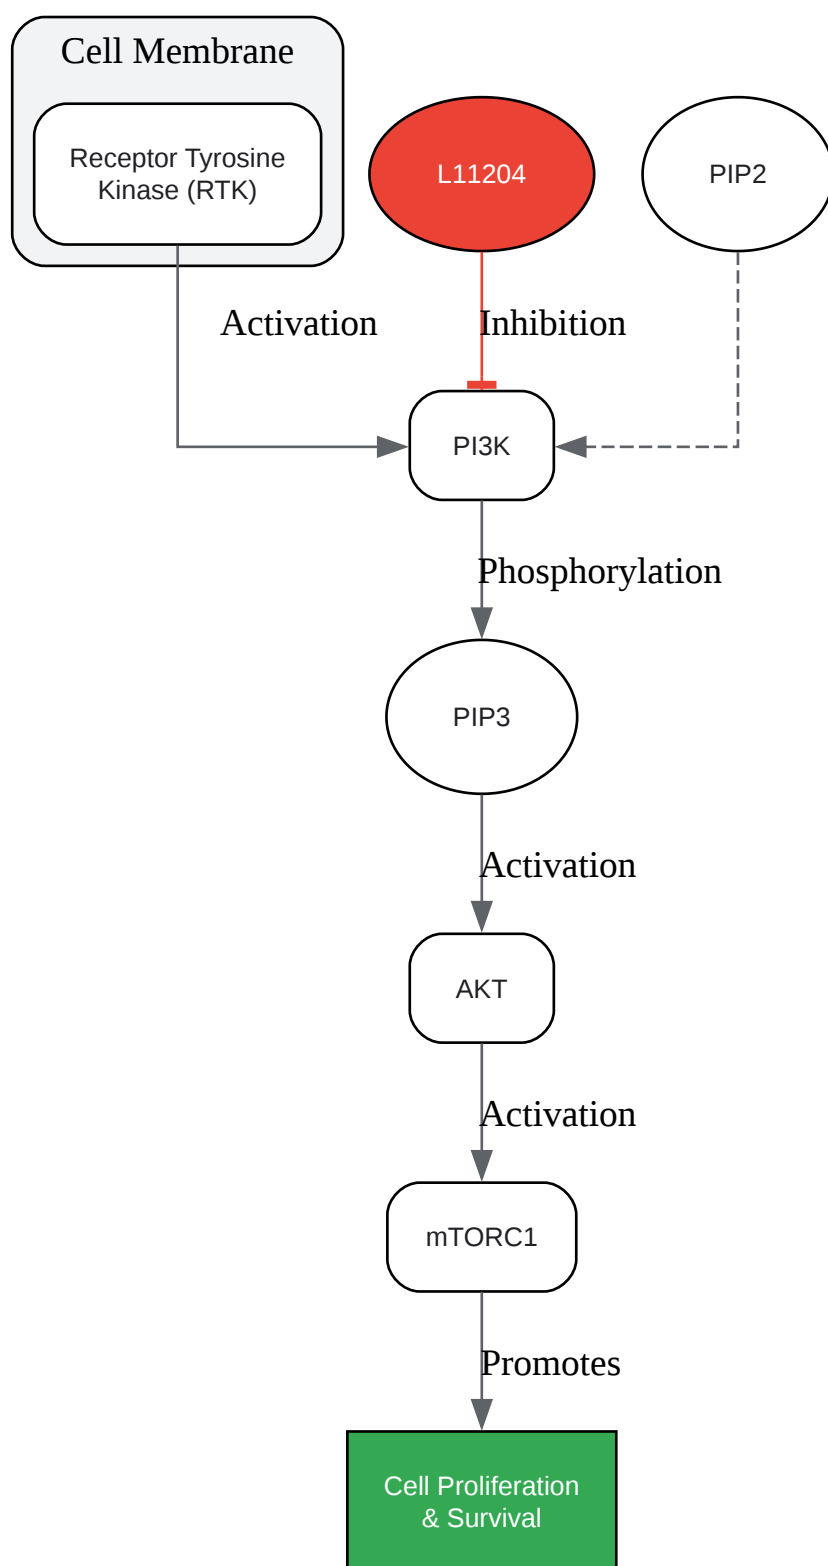 Cell Membrane
Receptor Tyrosine
Kinase (RTK)
L11204
PIP2
Activation
Inhibition
PI3K
Phosphorylation
PIP3
Activation
AKT
Activation
mTORC1
Promotes
Cell Proliferation
& Survival